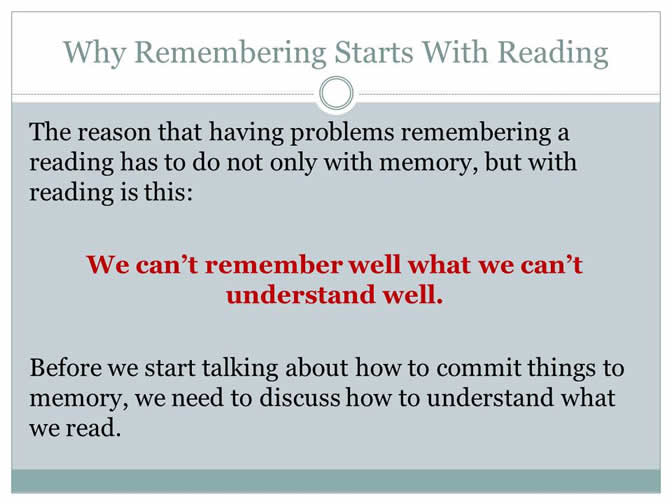 Why Remembering Starts With Reading
The reason that having problems remembering a
reading has to do not only with memory, but with
reading is this:
We can’t remember well what we can’t
understand well.
Before we start talking about how to commit things to
memory, we need to discuss how to understand what
we read.